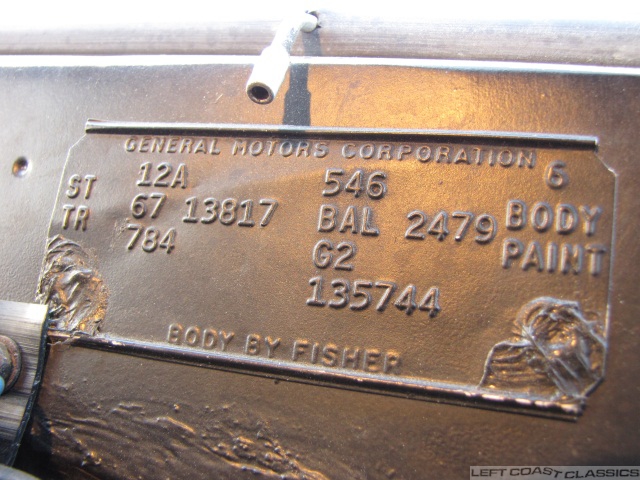 GENERAL MOTORS CORPORATION 6
12A 546
ST 67 13817 BAL 2479 BODY
TR 784 G2 PAINT
135744
BODY BY FISHER
LEFT COAST CLASSICS